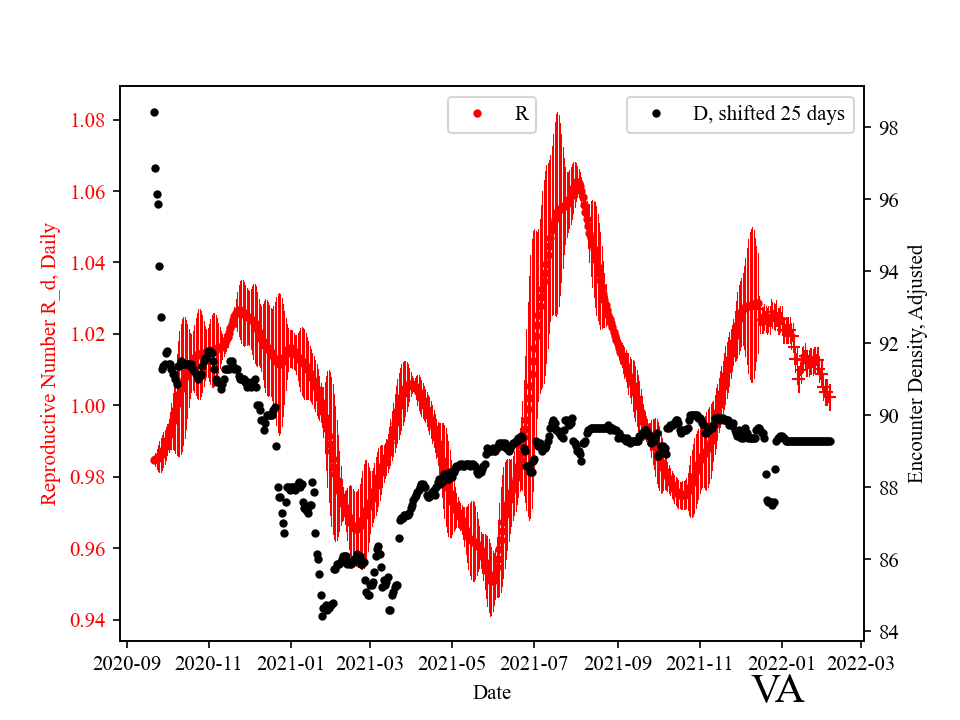 R
D, shifted 25 days
1.08
1.06
1.04
1.02
1.00
0.98
0.96
0.94
Reproductive Number R_d, Daily
98
96
94
92
90
88
86
84
Encounter Density, Adjusted
2020-09 2020-11 2021-01 2021-03 2021-05 2021-07 2021-09 2021-11 2022-01 2022-03
Date
VA